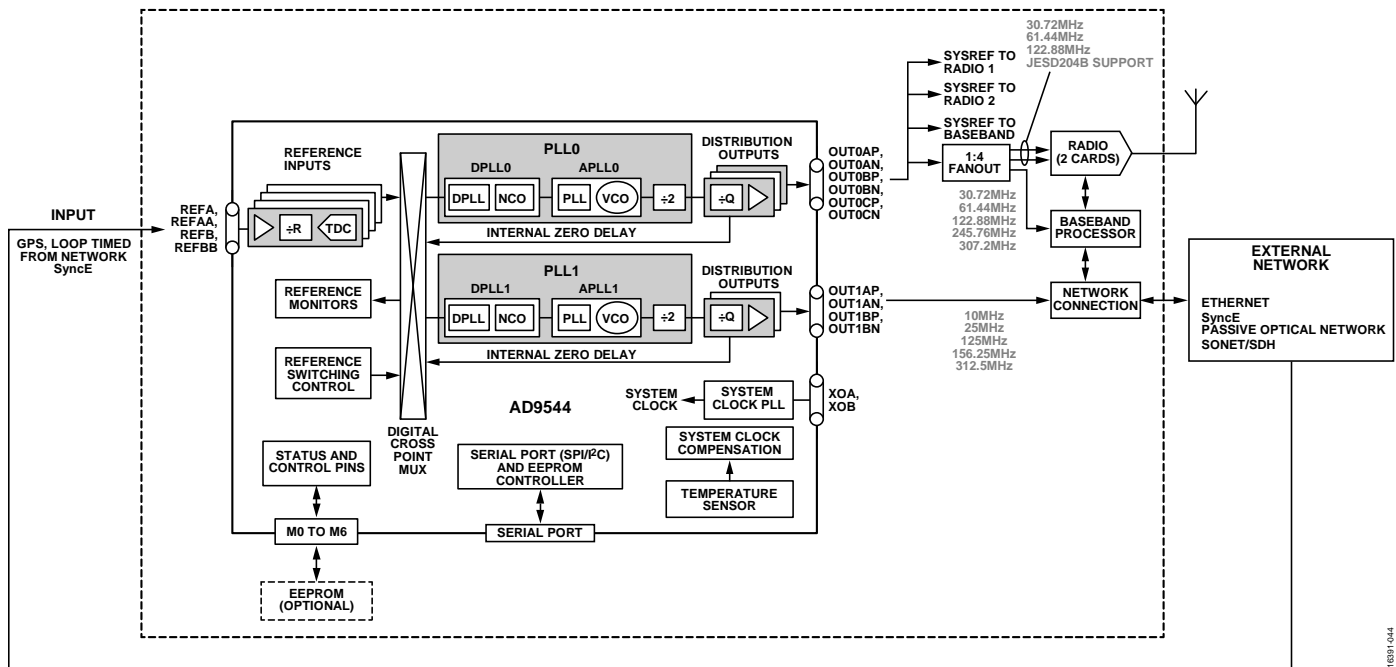 30.72MHz
61.44MHz
122.88MHz
JESD204B SUPPORT
SYSREF TO
RADIO 1
SYSREF TO
RADIO 2
SYSREF TO
BASEBAND
1:4
FANOUT
RADIO
(2 CARDS)
30.72MHz
61.44MHz
122.88MHz
245.76MHz
307.2MHz
BASEBAND
PROCESSOR
NETWORK
CONNECTION
EXTERNAL
NETWORK
ETHERNET
SyncE
PASSIVE OPTICAL NETWORK
SONET/SDH
INPUT
GPS, LOOP TIMED
FROM NETWORK
SyncE
REFA,
REFAA,
REFB,
REFBB
REFERENCE
INPUTS
÷R
TDC
PLL0
DPLL0
APLL0
DPLL
NCO
PLL
VCO
÷2
DISTRIBUTION
OUTPUTS
÷Q
INTERNAL ZERO DELAY
OUT0AP,
OUT0AN,
OUT0BP,
OUT0BN,
OUT0CP,
OUT0CN
PLL1
DPLL1
APLL1
DPLL
NCO
PLL
VCO
÷2
DISTRIBUTION
OUTPUTS
÷Q
INTERNAL ZERO DELAY
OUT1AP,
OUT1AN,
OUT1BP,
OUT1BN
10MHz
25MHz
125MHz
156.25MHz
312.5MHz
REFERENCE
MONITORS
REFERENCE
SWITCHING
CONTROL
DIGITAL
CROSS
POINT
MUX
AD9544
SYSTEM
CLOCK
SYSTEM
CLOCK PLL
XOA,
XOB
SYSTEM CLOCK
COMPENSATION
TEMPERATURE
SENSOR
STATUS AND
CONTROL PINS
SERIAL PORT (SPI/I²C)
AND EEPROM
CONTROLLER
M0 TO M6
SERIAL PORT
EEPROM
(OPTIONAL)
16391-044